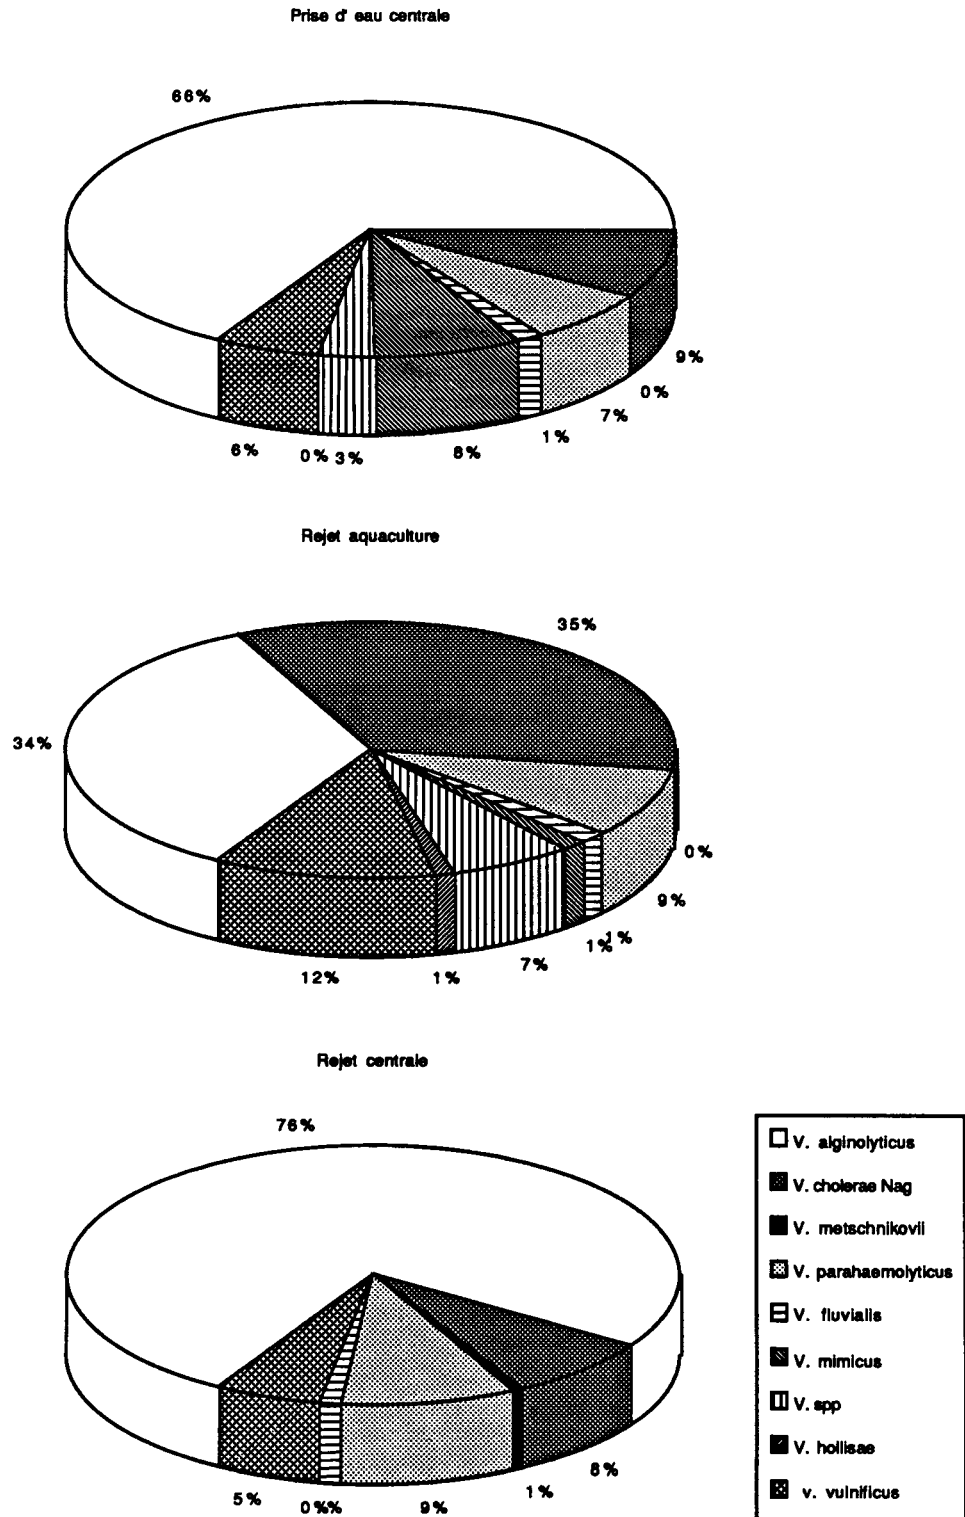 Prise d' eau centrale
66%
9%
0%
7%
1%
8%
0% 3%
6%
Rejet aquaculture
35%
34%
0%
9%
1%
1%
7%
1%
12%
Rejet centrale
76%
8%
1%
9%
0%%
5%
V. alginolyticus
V. cholerae Nag
V. metschnikovii
V. parahaemolyticus
V. fluvialis
V. mimicus
V. spp
V. hollisae
v. vulnificus